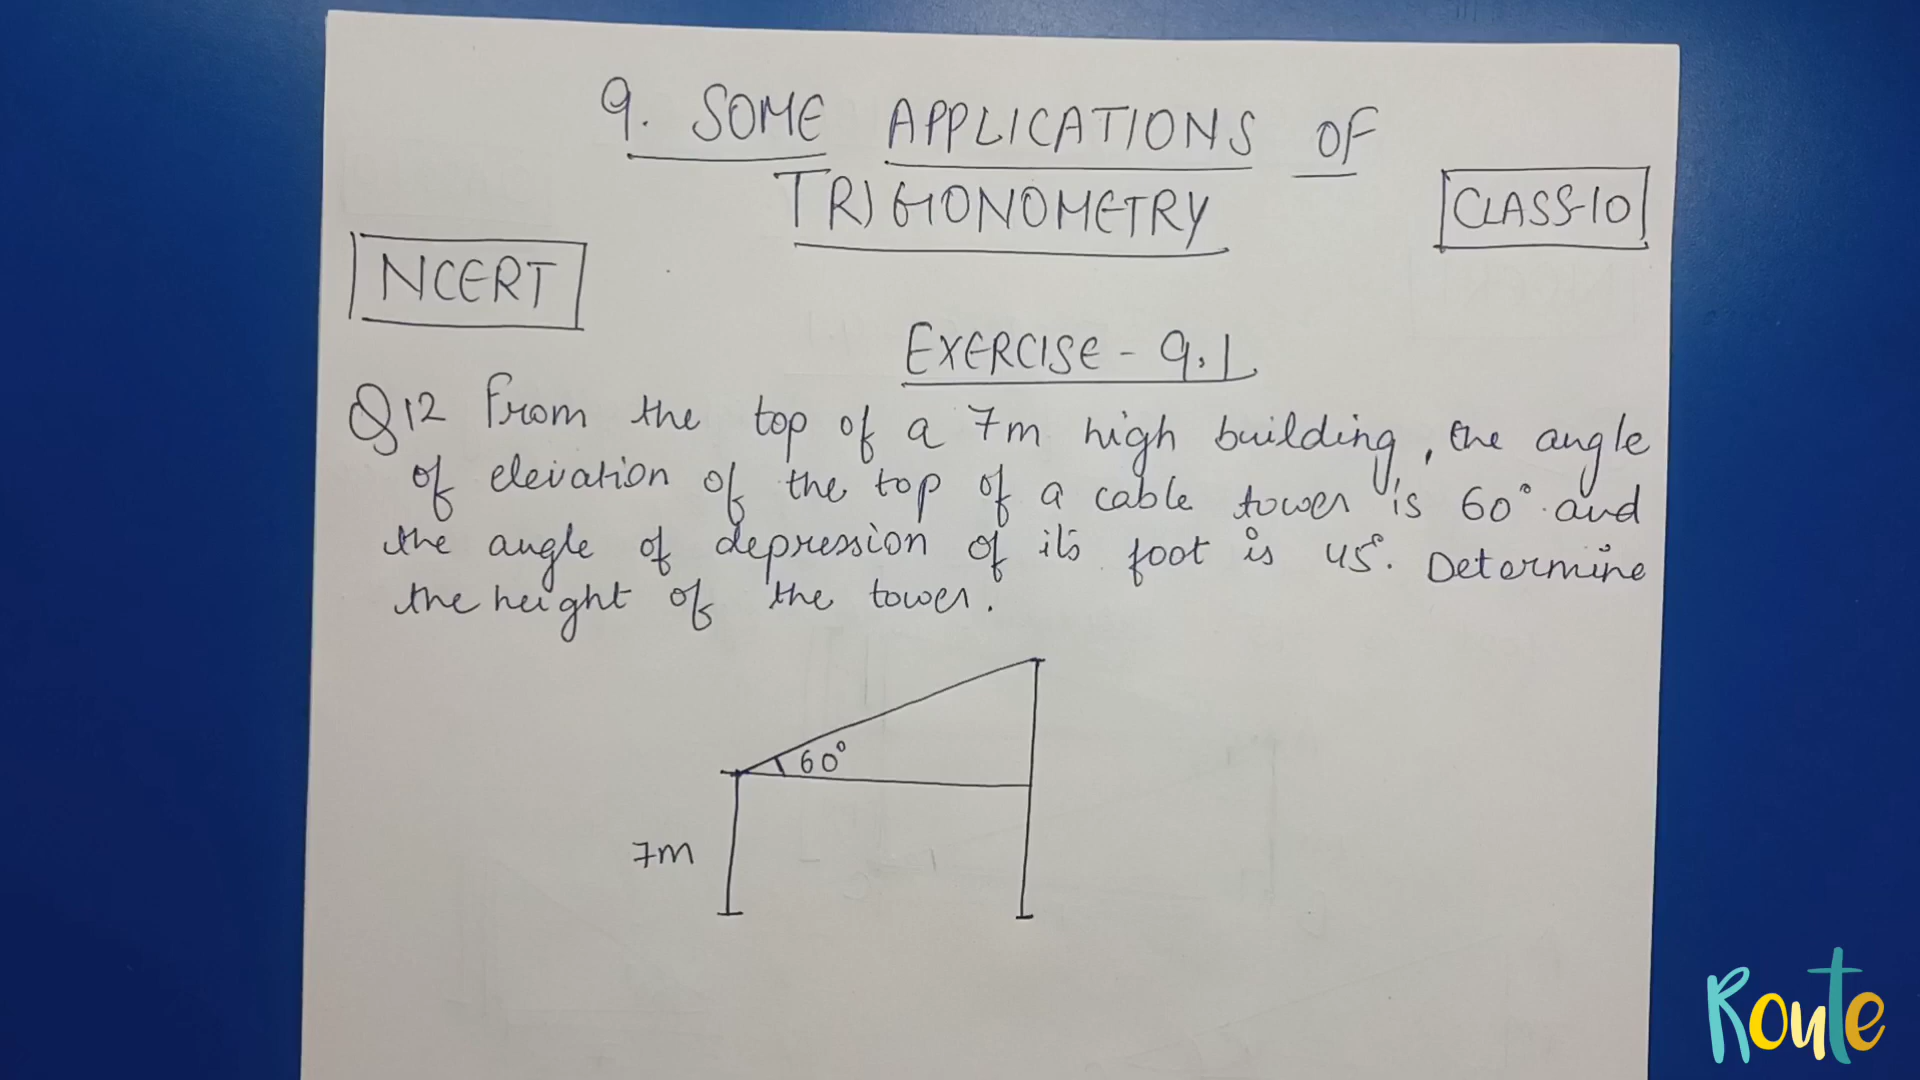 9. SOME APPLICATIONS OF
TRIGONOMETRY
CLASS-10
NCERT
EXERCISE - 9.1
Q12 From the top of a 7m high building, the angle
of elevation of the top of a cable tower is 60° and
the angle of depression of its foot is 45°. Determine
the height of the tower.
60°
7m
Route